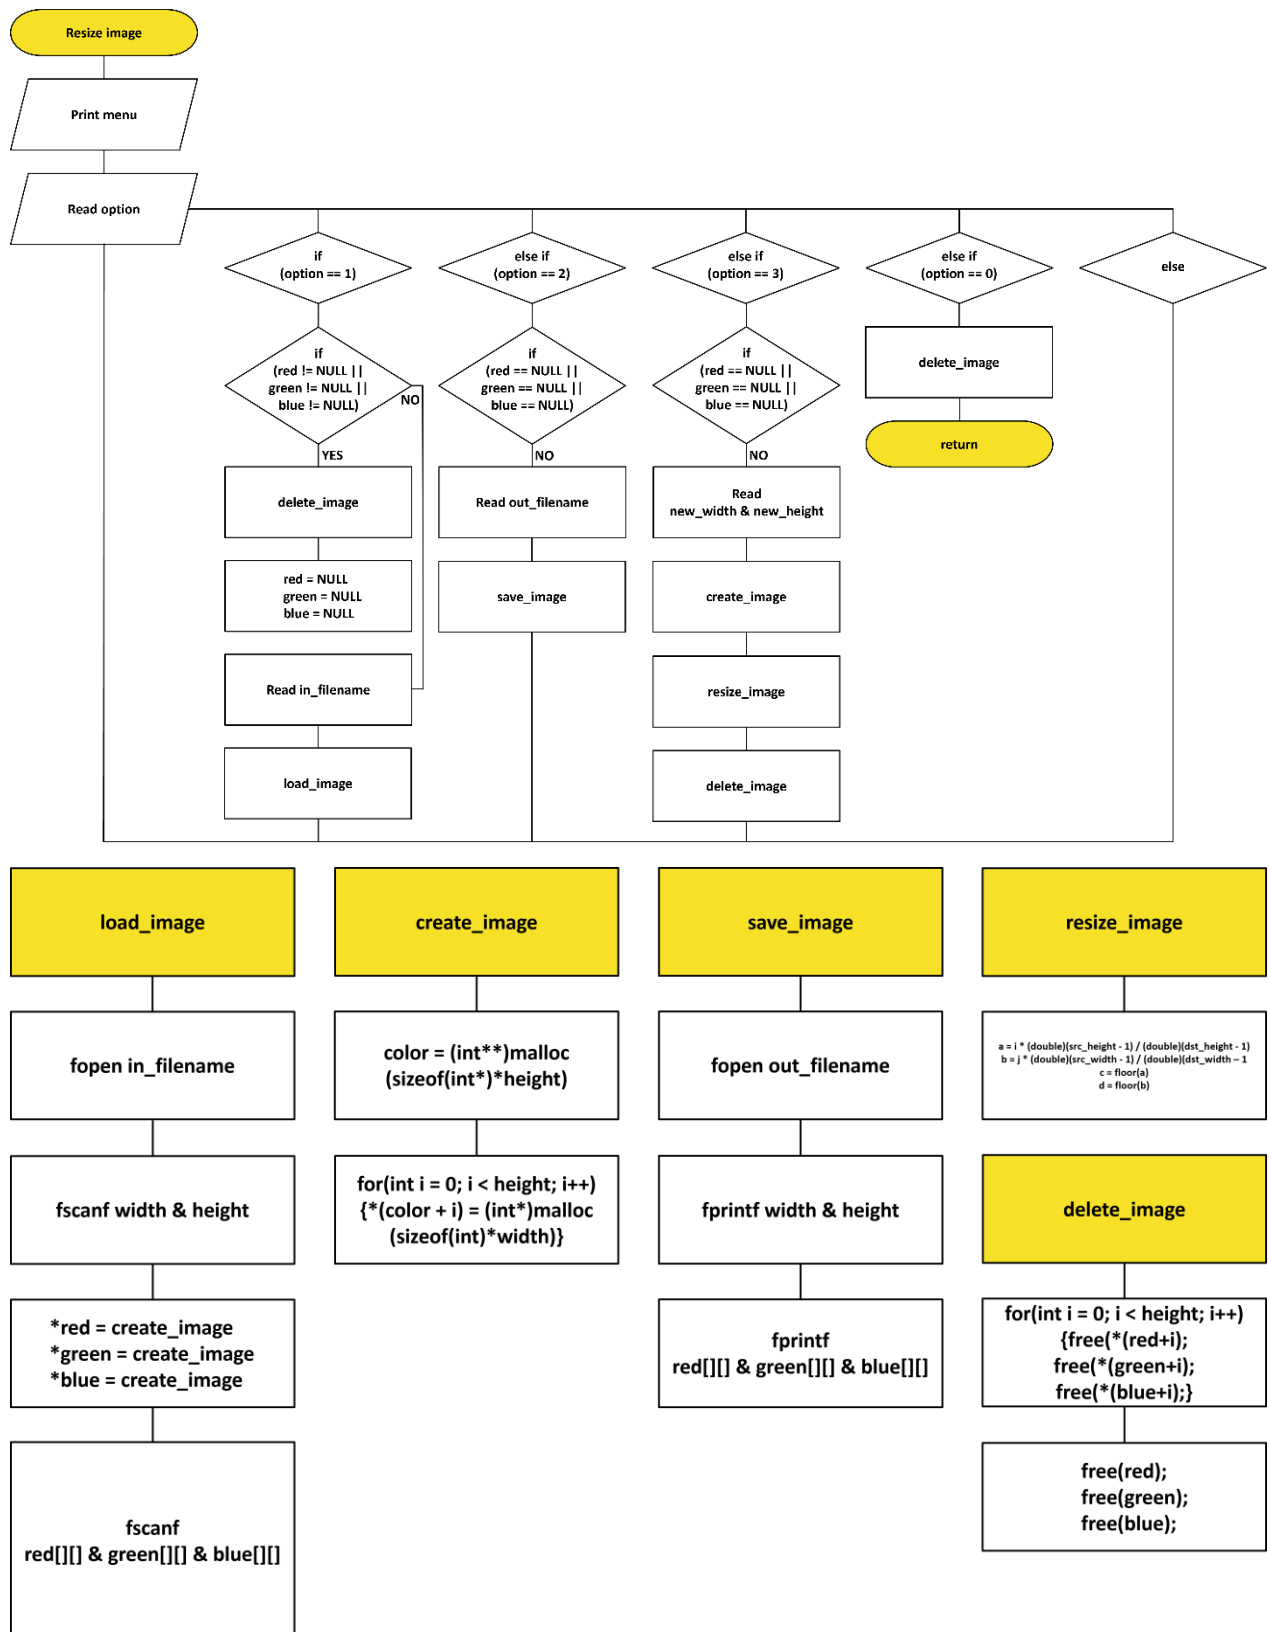 Resize image
Print menu
Read option
if
(option == 1)
else if
(option == 2)
else if
(option == 3)
else if
(option == 0)
else
if
(red != NULL ||
green != NULL ||
blue != NULL)
NO
YES
delete_image
red = NULL
green = NULL
blue = NULL
Read in_filename
load_image
if
(red == NULL ||
green == NULL ||
blue == NULL)
NO
Read out_filename
save_image
if
(red == NULL ||
green == NULL ||
blue == NULL)
NO
Read
new_width & new_height
create_image
resize_image
delete_image
delete_image
return
load_image
fopen in_filename
fscanf width & height
*red = create_image
*green = create_image
*blue = create_image
fscanf
red[][] & green[][] & blue[][]
create_image
color = (int**)malloc
(sizeof(int*)*height)
for(int i = 0; i < height; i++)
{*(color + i) = (int*)malloc
(sizeof(int)*width)}
save_image
fopen out_filename
fprintf width & height
fprintf
red[][] & green[][] & blue[][]
resize_image
a = i * (double)(src_height - 1) / (double)(dst_height - 1)
b = j * (double)(src_width - 1) / (double)(dst_width – 1
c = floor(a)
d = floor(b)
delete_image
for(int i = 0; i < height; i++)
{free(*(red+i);
free(*(green+i);
free(*(blue+i);}
free(red);
free(green);
free(blue);